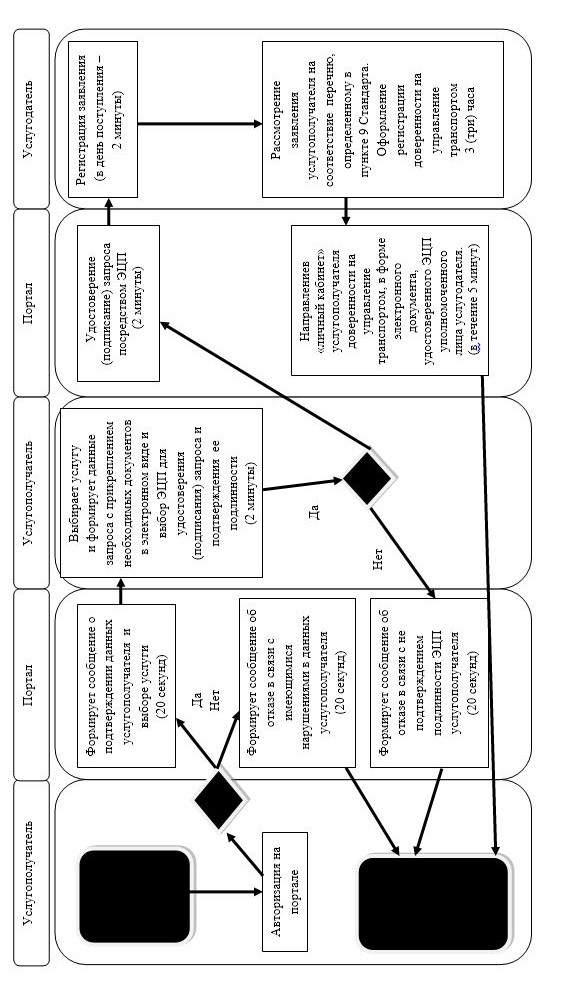 Услугополучатель
Портал
Услугополучатель
Портал
Услугодатель
Авторизация на
портале
Формирует сообщение о
подтверждении данных
услугополучателя и
выборе услуги
(20 секунд)
Да
Нет
Формирует сообщение об
отказе в связи с
имеющимися
нарушениями в данных
услугополучателя
(20 секунд)
Формирует сообщение об
отказе в связи с не
подтверждением
подлинности ЭЦП
услугополучателя
(20 секунд)
Выбирает услугу
и формирует данные
запроса с прикреплением
необходимых документов
в электронном виде и
выбор ЭЦП для
удостоверения
(подписания) запроса и
подтверждения ее
подлинности
(2 минуты)
Да
Нет
Удостоверение
(подписание) запроса
посредством ЭЦП
(2 минуты)
Направлениев
«личный кабинет»
услугополучателя
доверенности на
управление
транспортом, в форме
электронного
документа,
удостоверенного ЭЦП
уполномоченного
лица услугодателя.
(в течение 5 минут)
Регистрация заявления
(в день поступления –
2 минуты)
Рассмотрение
заявления
услугополучателя на
соответствие перечню,
определенному в
пункте 9 Стандарта.
Оформление
регистрации
доверенности на
управление
транспортом
3 (три) часа